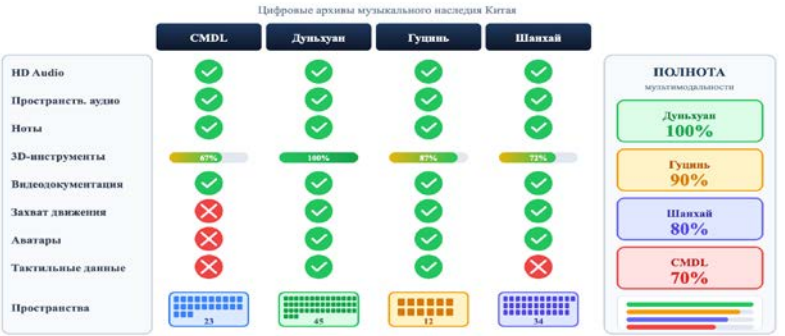 Цифровые архивы музыкального наследия Китая
CMDL Дуньхуан Гуцинь Шанхай
HD Audio
Пространств. аудио
Ноты
3D-инструменты 67% 100% 87% 72%
Видеодокументация
Захват движения
Аватары
Тактильные данные
Пространства 23 45 12 34
ПОЛНОТА
мультимодальности
Дуньхуан
100%
Гуцинь
90%
Шанхай
80%
CMDL
70%